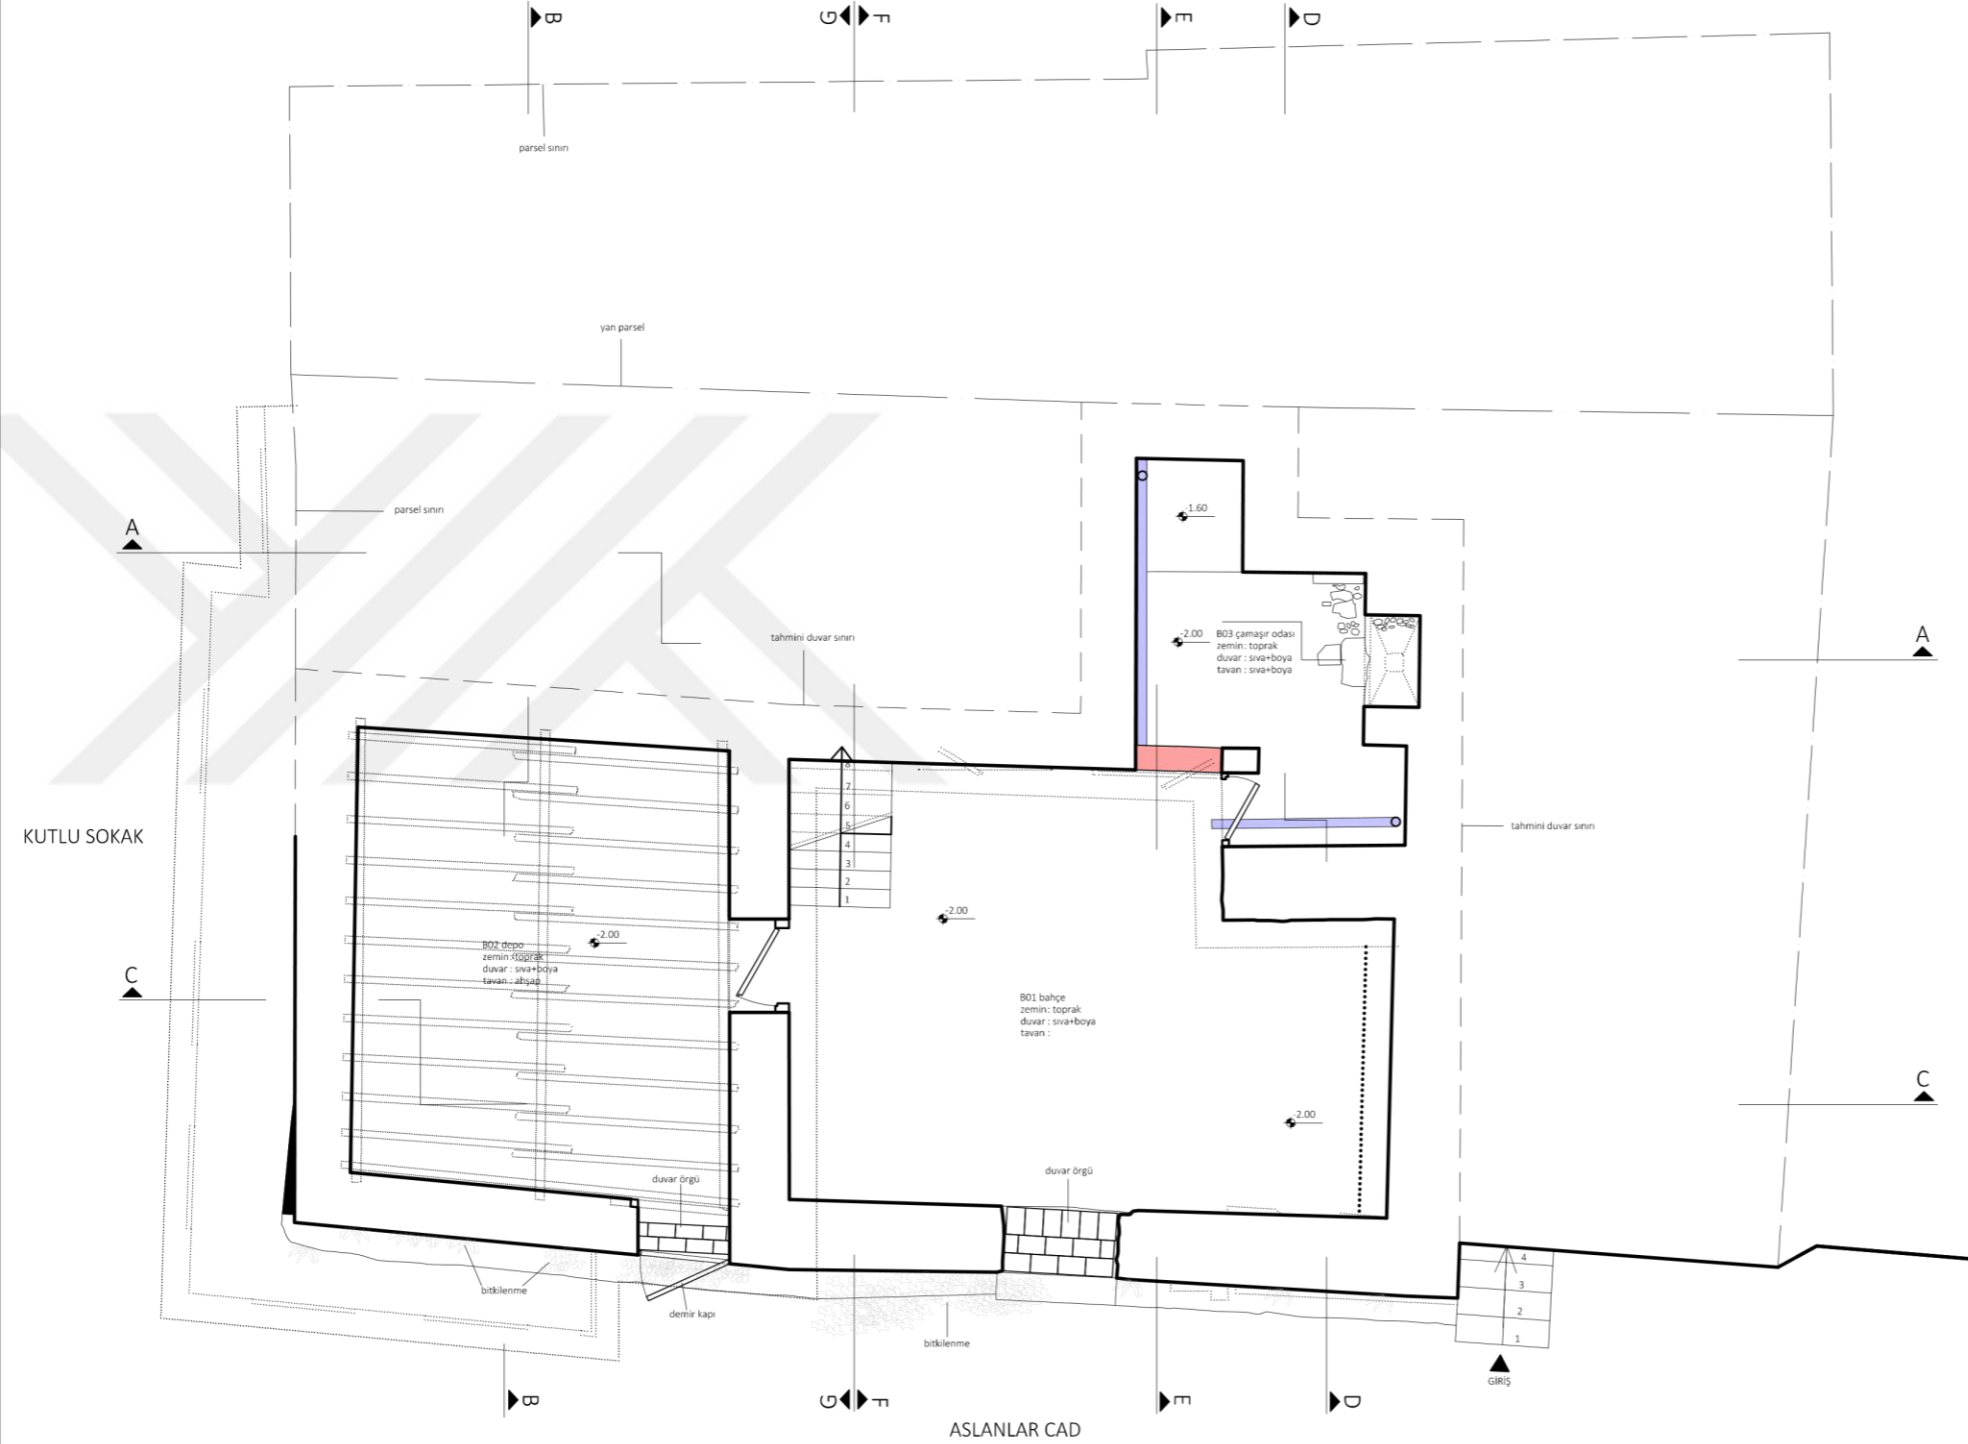 B
G
F
E
D
parsel sınırı
yan parsel
parsel sınırı
A
-1.60
tahmini duvar sınırı
-2.00
B03 çamaşır odası
zemin: toprak
duvar : sıva+boya
tavan : sıva+boya
A
KUTLU SOKAK
8
7
6
5
4
3
2
1
tahmini duvar sınırı
-2.00
-2.00
B02 depo
zemin : toprak
duvar : sıva+boya
tavan : ahşap
C
B01 bahçe
zemin: toprak
duvar : sıva+boya
tavan :
C
-2.00
duvar örgü
duvar örgü
4
3
2
1
bitkilenme
demir kapı
bitkilenme
GİRİŞ
B
G
F
E
D
ASLANLAR CAD